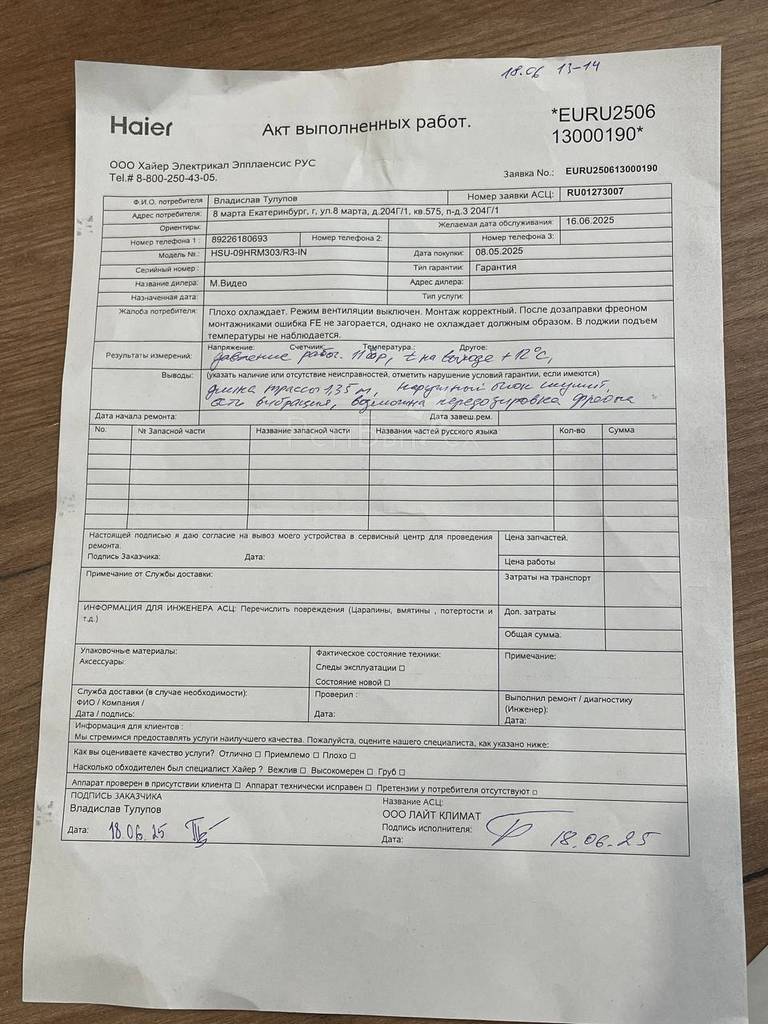 18.06 13-14
Haier
Акт выполненных работ.
*EURU2506
13000190*
ООО Хайер Электрикал Эпплаенсис РУС
Tel.# 8-800-250-43-05.
Заявка No.: EURU250613000190
Ф.И.О. потребителя Владислав Тулупов Номер заявки АСЦ: RU01273007
Адрес потребителя: 8 марта Екатеринбург, г, ул.8 марта, д.204Г/1, кв.575, п-д.3 204Г/1
Ориентиры: Желаемая дата обслуживания: 16.06.2025
Номер телефона 1 : 89226180693 Номер телефона 2: Номер телефона 3:
Модель №.: HSU-09HRM303/R3-IN Дата покупки: 08.05.2025
Серийный номер : Тип гарантии: Гарантия
Название дилера: М.Видео Адрес дилера:
Назначенная дата: Тип услуги:
Жалоба потребителя: Плохо охлаждает. Режим вентиляции выключен. Монтаж корректный. После дозаправки фреоном
монтажниками ошибка FE не загорается, однако не охлаждает должным образом. В лоджии подъем
температуры не наблюдается.
Напряжение: Счетчик: Температура.: Другое:
Результаты измерений: давление работ. 11 бар, t на выходе +12°С,
Выводы: (указать наличие или отсутствие неисправностей, отметить нарушение условий гарантии, если имеются)
длина трассы 1,35 м, наружный блок шумит,
есть вибрация, возможна передозировка фреона
Дата начала ремонта: Дата завеш.рем.
No. № Запасной части Название запасной части Названия частей русского языка Кол-во Сумма
Настоящей подписью я даю согласие на вывоз моего устройства в сервисный центр для проведения
ремонта.
Подпись Заказчика: Дата:
Цена запчастей.
Цена работы
Примечание от Службы доставки:
Затраты на транспорт
ИНФОРМАЦИЯ ДЛЯ ИНЖЕНЕРА АСЦ: Перечислить повреждения (Царапины, вмятины , потертости и
т.д.)
Доп. затраты
Общая сумма:
Упаковочные материалы:
Аксессуары:
Фактическое состояние техники:
Следы эксплуатации □
Состояние новой □
Примечание:
Служба доставки (в случае необходимости):
ФИО / Компания /
Дата / подпись:
Проверил :
Дата:
Выполнил ремонт / диагностику
(Инженер):
Дата:
Информация для клиентов :
Мы стремимся предоставлять услуги наилучшего качества. Пожалуйста, оцените нашего специалиста, как указано ниже:
Как вы оцениваете качество услуги? Отлично □ Приемлемо □ Плохо □
Насколько обходителен был специалист Хайер ? Вежлив □ Высокомерен □ Груб □
Аппарат проверен в присутствии клиента □ Аппарат технически исправен □ Претензии у потребителя отсутствуют □
ПОДПИСЬ ЗАКАЗЧИКА
Владислав Тулупов
Дата: 18.06.25
Название АСЦ:
ООО ЛАЙТ КЛИМАТ
Подпись исполнителя:
Дата: 18.06.25